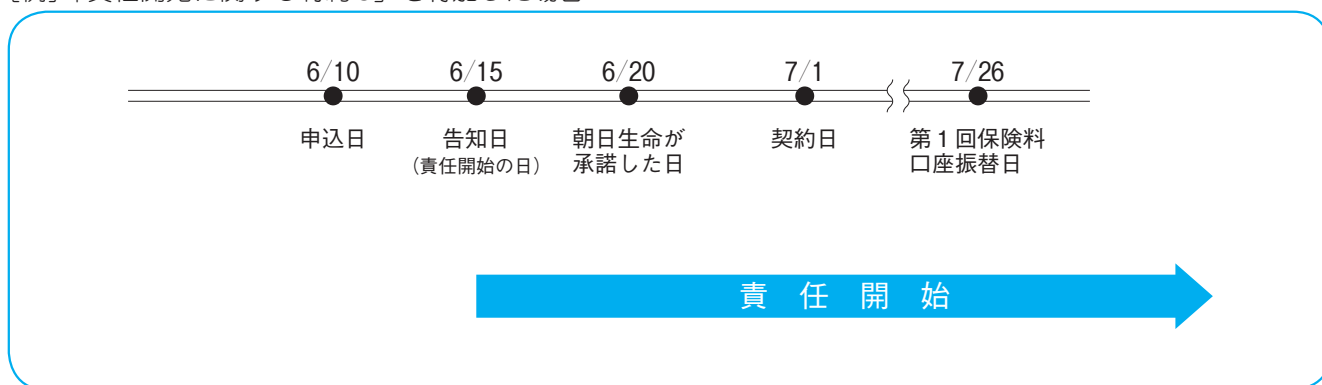 6/10 6/15 6/20 7/1 7/26
申込日 告知日 朝日生命が 契約日 第1回保険料
(責任開始の日) 承諾した日 口座振替日
責任開始